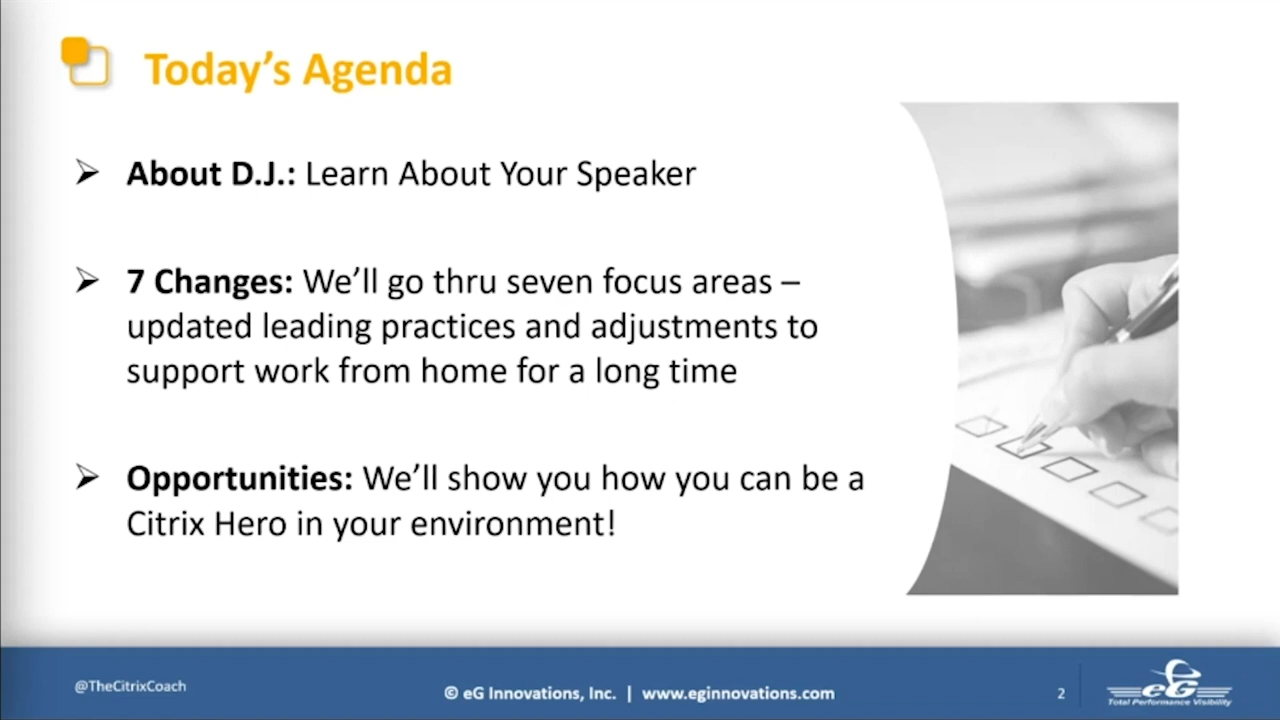 Today’s Agenda
➢ About D.J.: Learn About Your Speaker
➢ 7 Changes: We’ll go thru seven focus areas –
updated leading practices and adjustments to
support work from home for a long time
➢ Opportunities: We’ll show you how you can be a
Citrix Hero in your environment!
@TheCitrixCoach
© eG Innovations, Inc. | www.eginnovations.com
2
eG
Total Performance Visibility